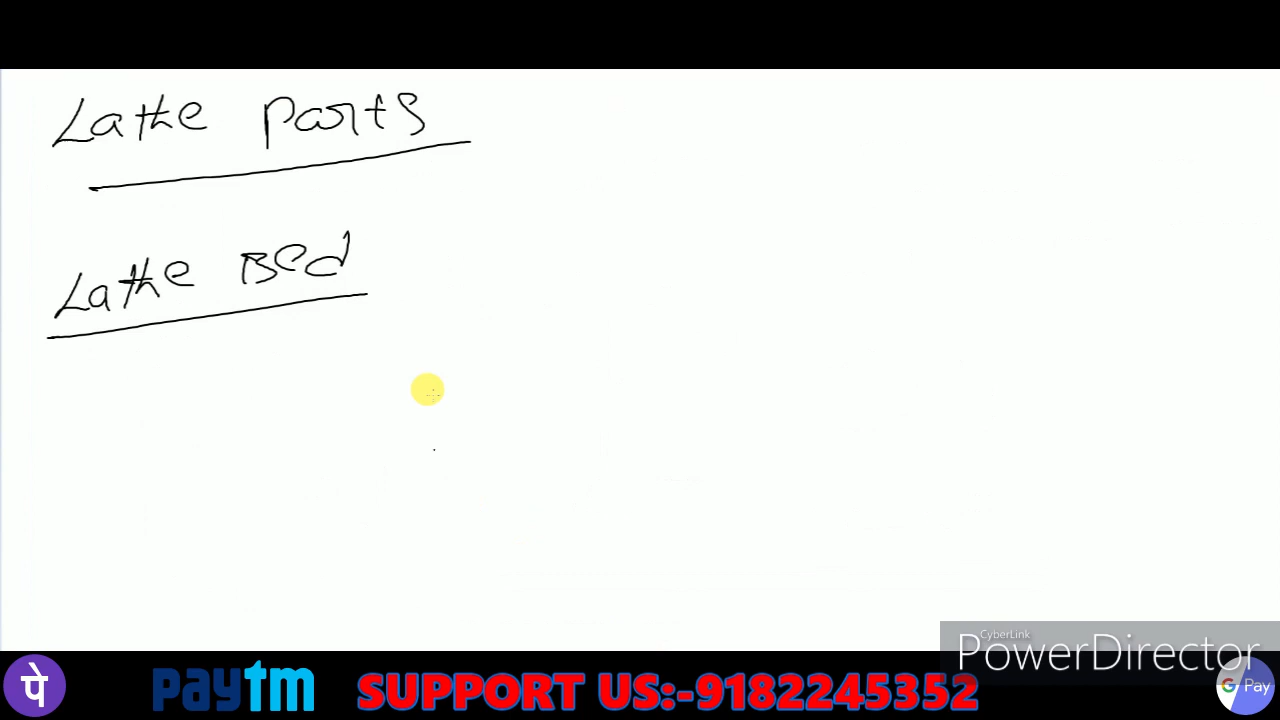 Lathe parts
Lathe Bed
CyberLink
PowerDirector
पे
paytm
SUPPORT US:-9182245352
G Pay